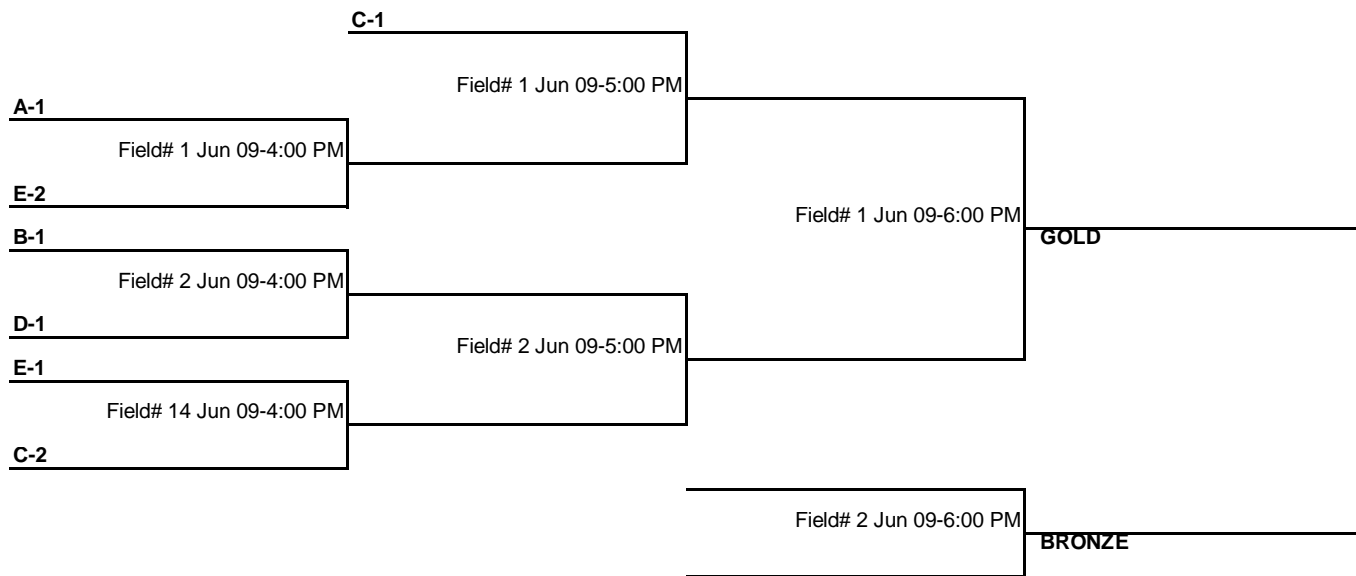 C-1
Field# 1 Jun 09-5:00 PM
A-1
Field# 1 Jun 09-4:00 PM
E-2
Field# 1 Jun 09-6:00 PM
GOLD
B-1
Field# 2 Jun 09-4:00 PM
D-1
Field# 2 Jun 09-5:00 PM
E-1
Field# 14 Jun 09-4:00 PM
C-2
Field# 2 Jun 09-6:00 PM
BRONZE